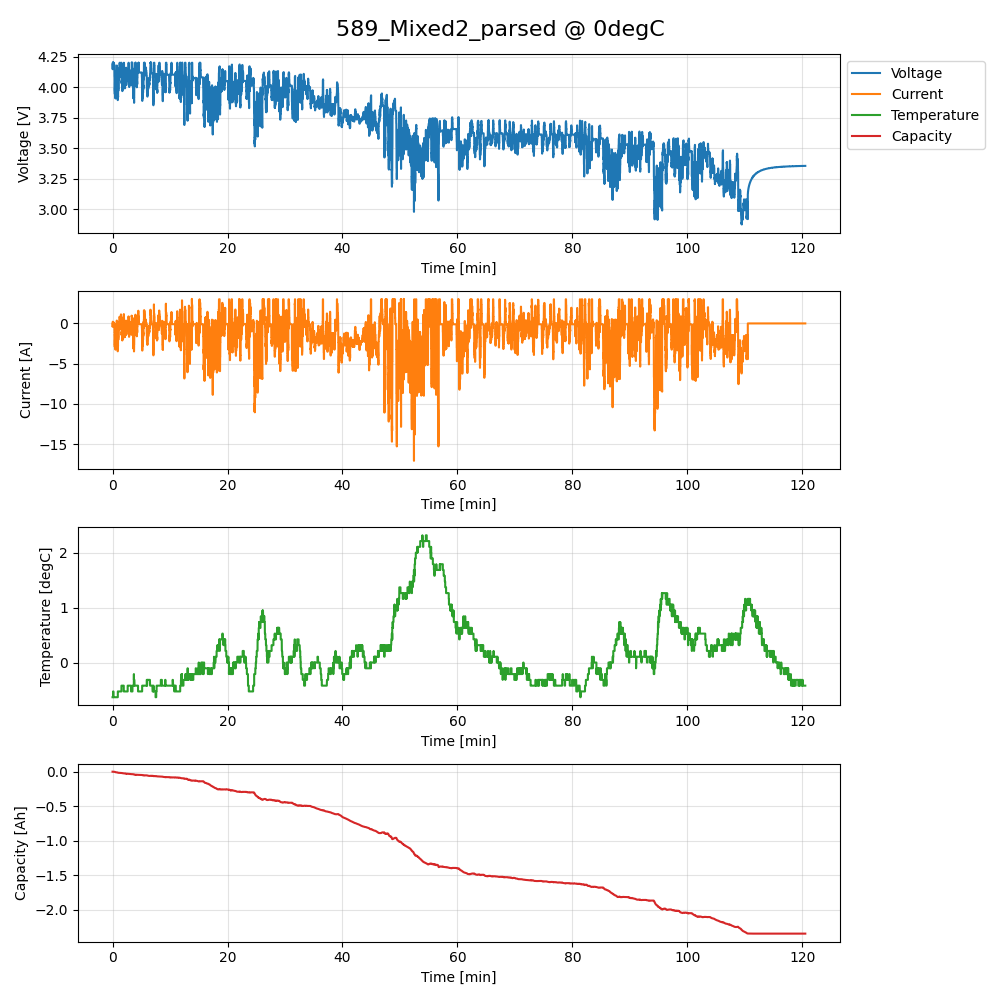 589_Mixed2_parsed @ 0degC
Voltage [V]
4.25
4.00
3.75
3.50
3.25
3.00
0 20 40 60 80 100 120
Time [min]
Voltage
Current
Temperature
Capacity
Current [A]
0
−5
−10
−15
0 20 40 60 80 100 120
Time [min]
Temperature [degC]
2
1
0
0 20 40 60 80 100 120
Time [min]
Capacity [Ah]
0.0
−0.5
−1.0
−1.5
−2.0
0 20 40 60 80 100 120
Time [min]